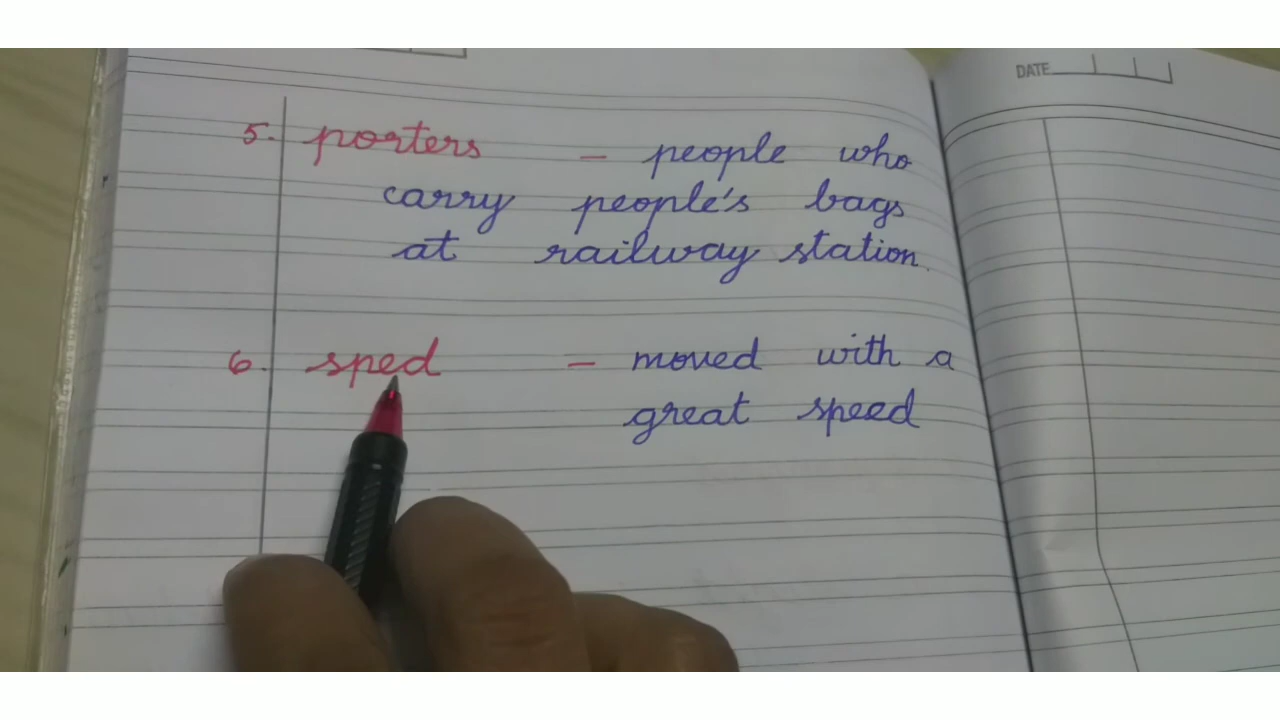 DATE
5. porters - people who
carry people's bags
at railway station.
6. sped - moved with a
great speed